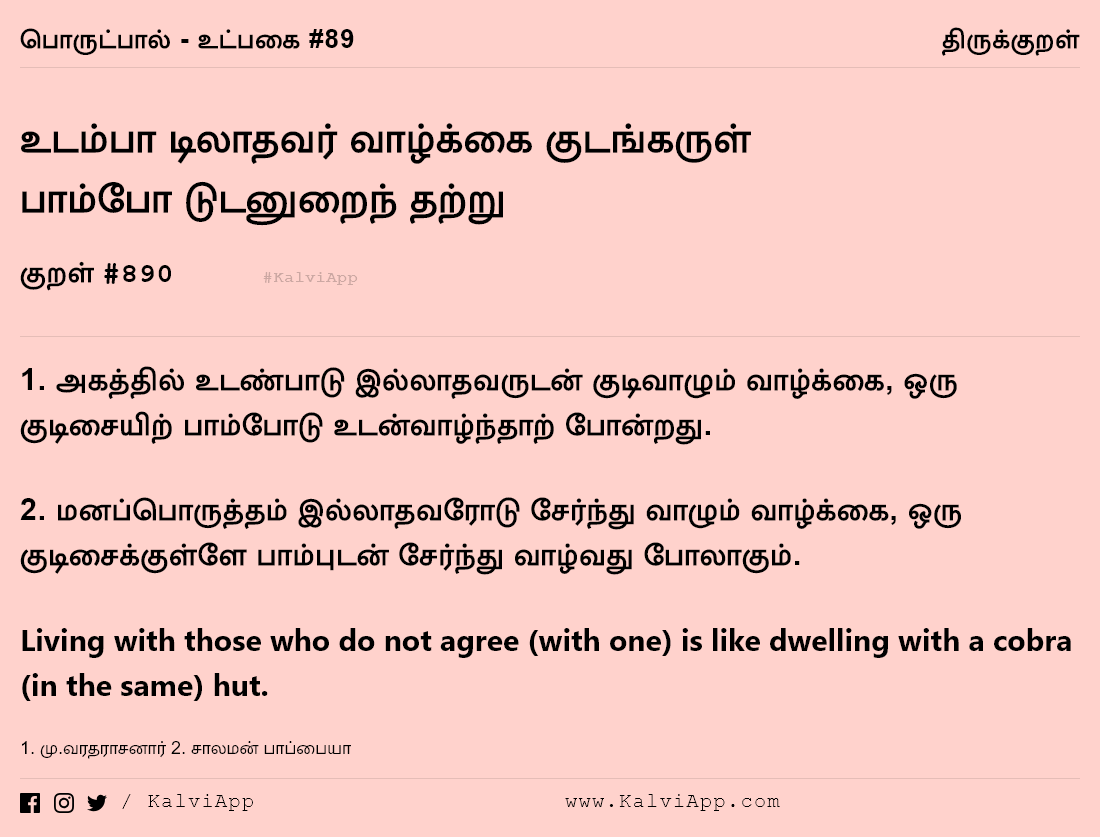 பொருட்பால் - உட்பகை #89
திருக்குறள்
உடம்பா டிலாதவர் வாழ்க்கை குடங்கருள்
பாம்போ டுடனுறைந் தற்று
குறள் #890
#KalviApp
1. அகத்தில் உடண்பாடு இல்லாதவருடன் குடிவாழும் வாழ்க்கை, ஒரு
குடிசையிற் பாம்போடு உடன்வாழ்ந்தாற் போன்றது.
2. மனப்பொருத்தம் இல்லாதவரோடு சேர்ந்து வாழும் வாழ்க்கை, ஒரு
குடிசைக்குள்ளே பாம்புடன் சேர்ந்து வாழ்வது போலாகும்.
Living with those who do not agree (with one) is like dwelling with a cobra
(in the same) hut.
1. மு.வரதராசனார் 2. சாலமன் பாப்பையா
/ KalviApp
www.KalviApp.com